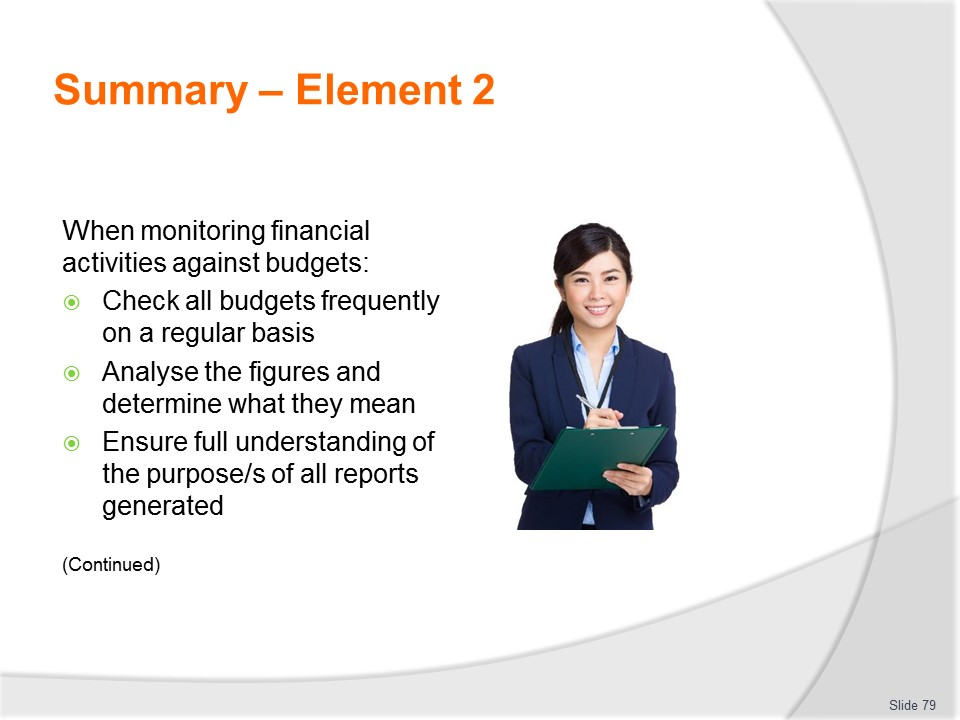 Summary – Element 2
When monitoring financial
activities against budgets:
Check all budgets frequently
on a regular basis
Analyse the figures and
determine what they mean
Ensure full understanding of
the purpose/s of all reports
generated
(Continued)
Slide 79